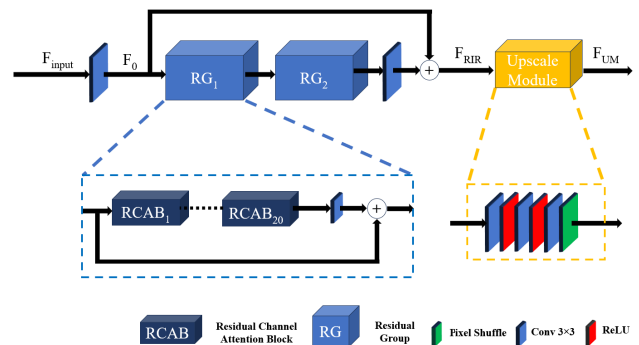 F_input
F_0
RG_1
RG_2
+
F_RIR
Upscale
Module
F_UM
RCAB_1
RCAB_20
+
RCAB
Residual Channel
Attention Block
RG
Residual
Group
Pixel Shuffle
Conv 3×3
ReLU